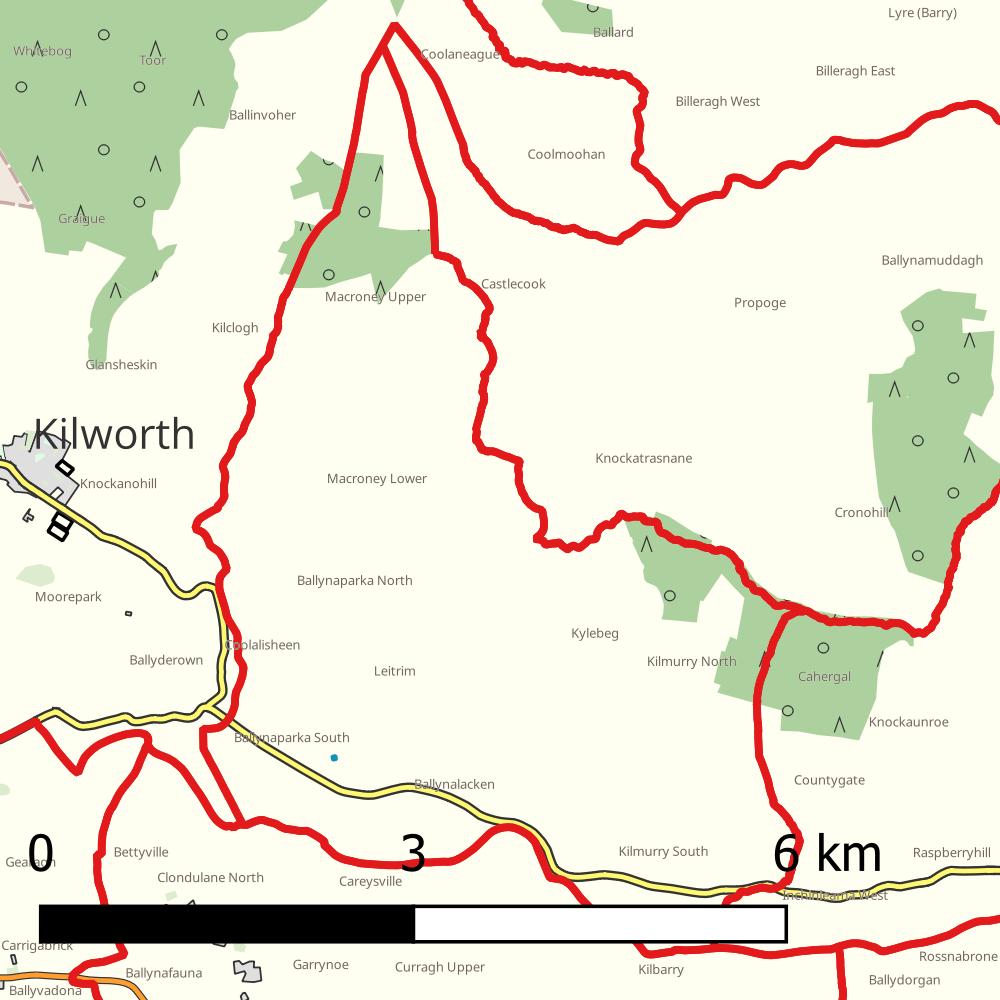 Lyre (Barry)
Ballard
Whitebog
Toor
Coolaneague
Billeragh East
Billeragh West
Ballinvoher
Coolmoohan
Graigue
Ballynamuddagh
Castlecook
Macroney Upper
Propoge
Kilclogh
Glansheskin
Kilworth
Knockatrasnane
Macroney Lower
Knockanohill
Cronohill
Ballynaparka North
Moorepark
Kylebeg
Coolalisheen
Ballyderown
Kilmurry North
Leitrim
Cahergal
Knockaunroe
Ballynaparka South
Countygate
Ballynalacken
0 3 6 km
Bettyville
Kilmurry South
Raspberryhill
Gearagh
Clondulane North
Careysville
Inchinleama West
Carrigabrick
Rossnabrone
Garrynoe
Curragh Upper
Kilbarry
Ballynafauna
Ballydorgan
Ballyvadona